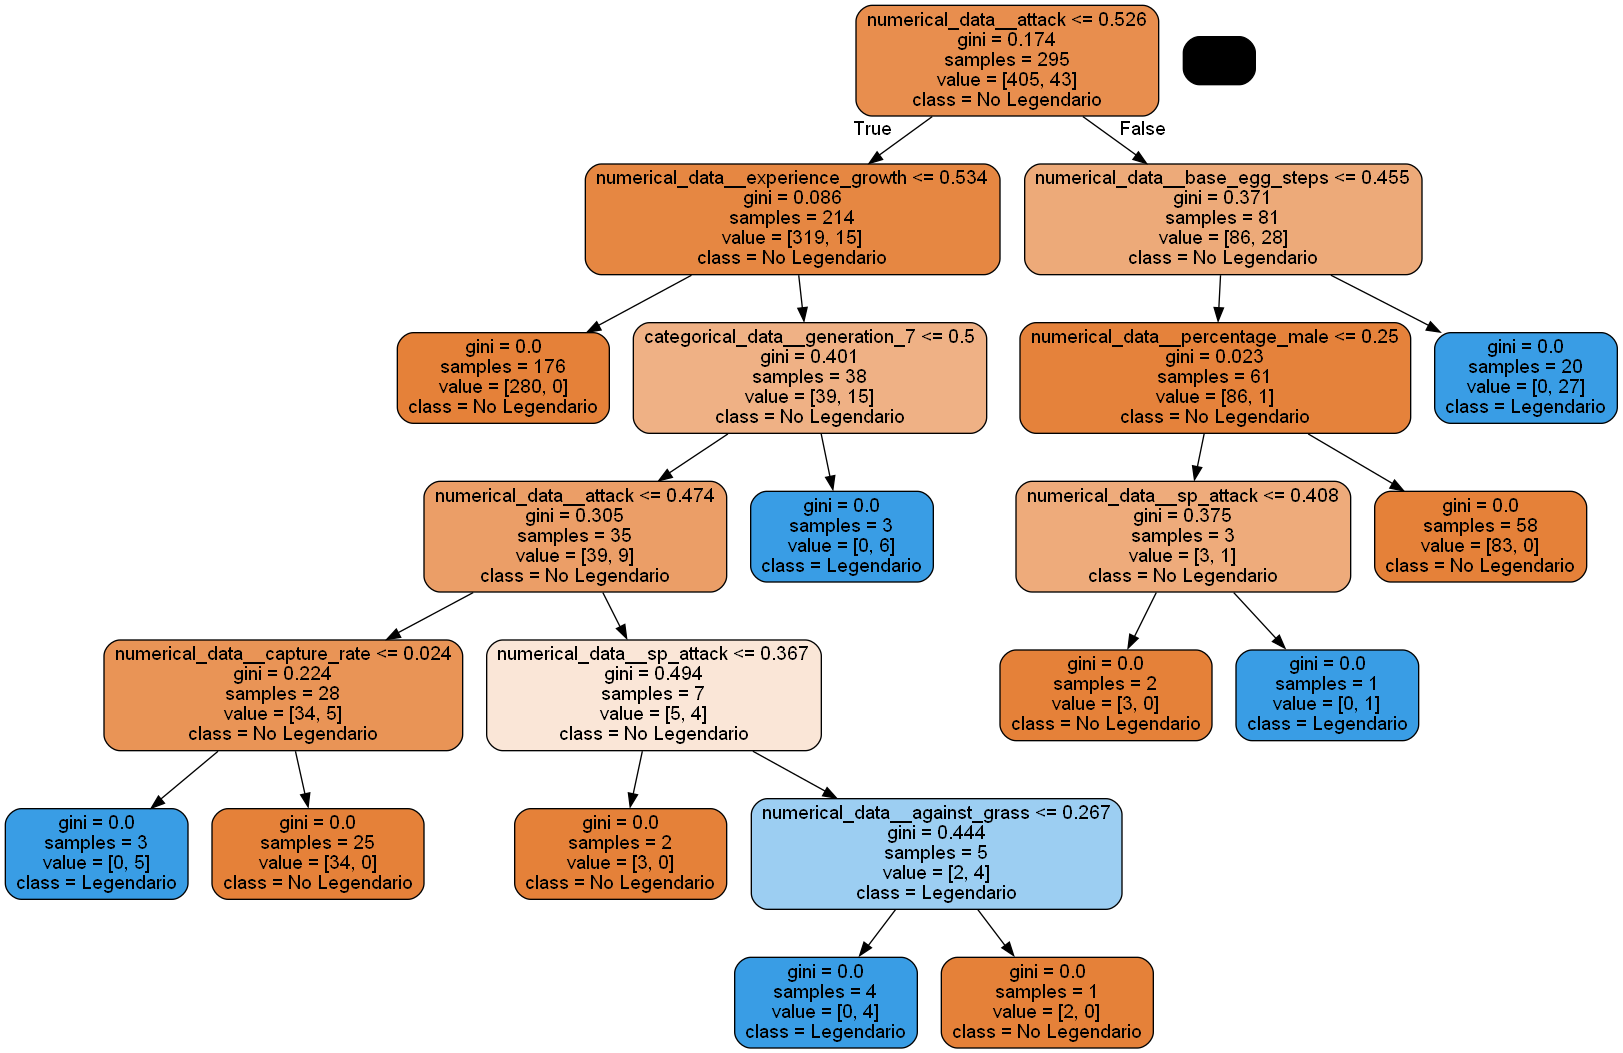 numerical_data__attack <= 0.526
gini = 0.174
samples = 295
value = [405, 43]
class = No Legendario
True
False
numerical_data__experience_growth <= 0.534
gini = 0.086
samples = 214
value = [319, 15]
class = No Legendario
numerical_data__base_egg_steps <= 0.455
gini = 0.371
samples = 81
value = [86, 28]
class = No Legendario
gini = 0.0
samples = 176
value = [280, 0]
class = No Legendario
categorical_data__generation_7 <= 0.5
gini = 0.401
samples = 38
value = [39, 15]
class = No Legendario
numerical_data__percentage_male <= 0.25
gini = 0.023
samples = 61
value = [86, 1]
class = No Legendario
gini = 0.0
samples = 20
value = [0, 27]
class = Legendario
numerical_data__attack <= 0.474
gini = 0.305
samples = 35
value = [39, 9]
class = No Legendario
gini = 0.0
samples = 3
value = [0, 6]
class = Legendario
numerical_data__sp_attack <= 0.408
gini = 0.375
samples = 3
value = [3, 1]
class = No Legendario
gini = 0.0
samples = 58
value = [83, 0]
class = No Legendario
numerical_data__capture_rate <= 0.024
gini = 0.224
samples = 28
value = [34, 5]
class = No Legendario
numerical_data__sp_attack <= 0.367
gini = 0.494
samples = 7
value = [5, 4]
class = No Legendario
gini = 0.0
samples = 2
value = [3, 0]
class = No Legendario
gini = 0.0
samples = 1
value = [0, 1]
class = Legendario
gini = 0.0
samples = 3
value = [0, 5]
class = Legendario
gini = 0.0
samples = 25
value = [34, 0]
class = No Legendario
gini = 0.0
samples = 2
value = [3, 0]
class = No Legendario
numerical_data__against_grass <= 0.267
gini = 0.444
samples = 5
value = [2, 4]
class = Legendario
gini = 0.0
samples = 4
value = [0, 4]
class = Legendario
gini = 0.0
samples = 1
value = [2, 0]
class = No Legendario